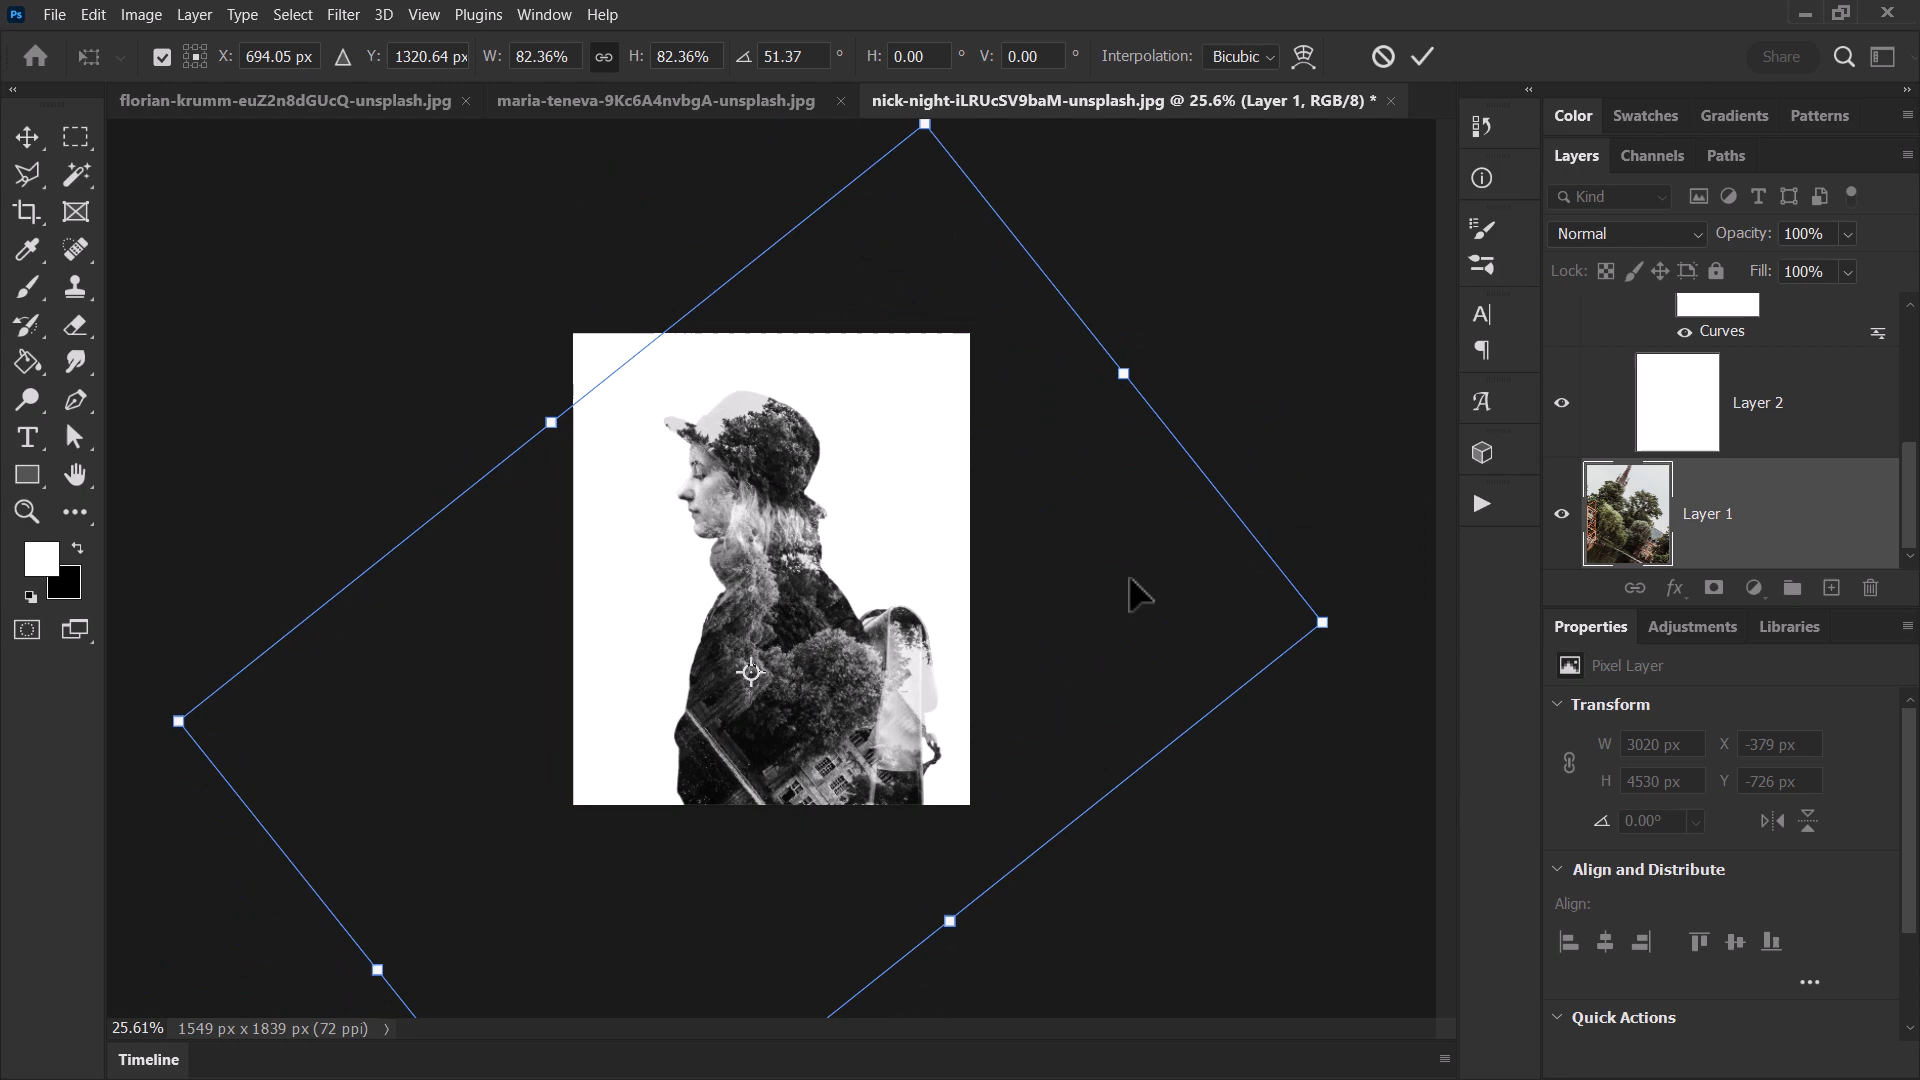 Ps File Edit Image Layer Type Select Filter 3D View Plugins Window Help
X: 694.05 px Y: 1320.64 px W: 82.36% H: 82.36% 51.37 ° H: 0.00 ° V: 0.00 ° Interpolation: Bicubic Share
florian-krumm-euZ2n8dGUcQ-unsplash.jpg × maria-teneva-9Kc6A4nvbgA-unsplash.jpg × nick-night-iLRUcSV9baM-unsplash.jpg @ 25.6% (Layer 1, RGB/8) * ×
Color Swatches Gradients Patterns
Layers Channels Paths
Kind
Normal Opacity: 100%
Lock: Fill: 100%
Curves
Layer 2
Layer 1
fx
Properties Adjustments Libraries
Pixel Layer
Transform
W 3020 px X -379 px
H 4530 px Y -726 px
0.00°
Align and Distribute
Align:
Quick Actions
25.61% 1549 px x 1839 px (72 ppi)
Timeline